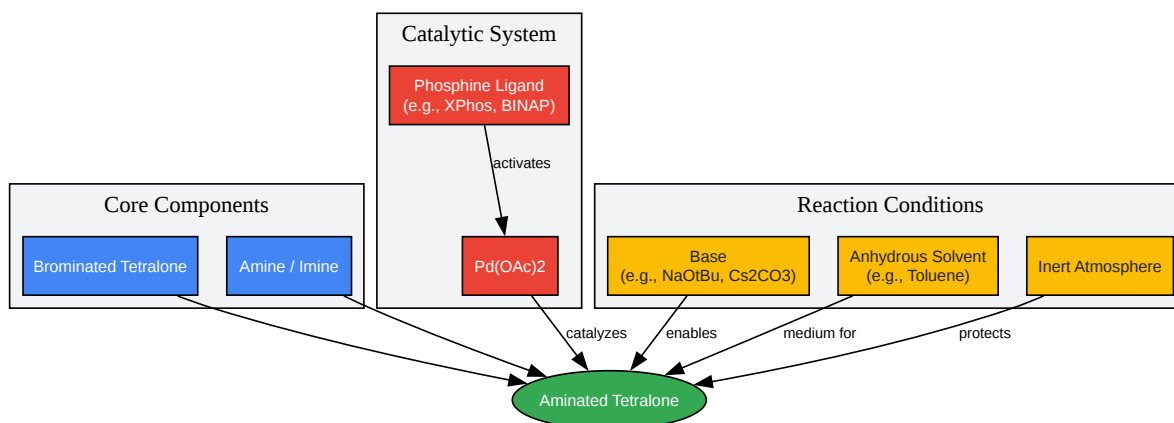 Catalytic System
Phosphine Ligand
(e.g., XPhos, BINAP)
activates
Core Components
Reaction Conditions
Brominated Tetralone
Amine / Imine
Pd(OAc)2
Base
(e.g., NaOtBu, Cs2CO3)
Anhydrous Solvent
(e.g., Toluene)
Inert Atmosphere
catalyzes
enables
medium for
protects
Aminated Tetralone